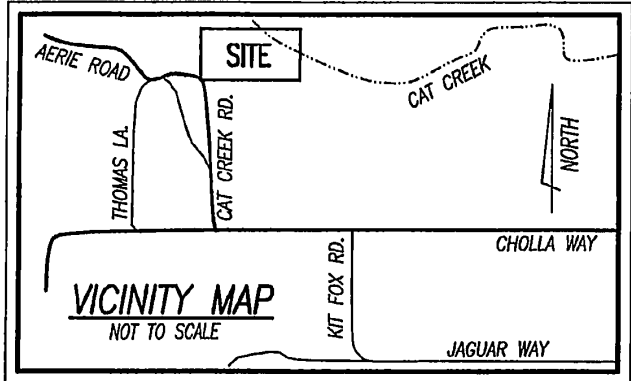 AERIE ROAD
SITE
CAT CREEK
THOMAS LA.
CAT CREEK RD.
NORTH
CHOLLA WAY
VICINITY MAP
NOT TO SCALE
KIT FOX RD.
JAGUAR WAY